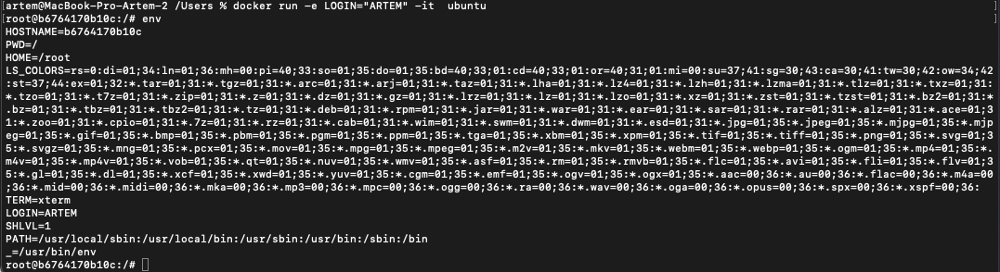 [artem@MacBook-Pro-Artem-2 /Users % docker run -e LOGIN="ARTEM" -it  ubuntu ]
[root@b6764170b10c:/# env ]
HOSTNAME=b6764170b10c
PWD=/
HOME=/root
LS_COLORS=rs=0:di=01;34:ln=01;36:mh=00:pi=40;33:so=01;35:do=01;35:bd=40;33;01:cd=40;33;01:or=40;31;01:mi=00:su=37;41:sg=30;43:ca=30;41:tw=30;42:ow=34;42
:st=37;44:ex=01;32:*.tar=01;31:*.tgz=01;31:*.arc=01;31:*.arj=01;31:*.taz=01;31:*.lha=01;31:*.lz4=01;31:*.lzh=01;31:*.lzma=01;31:*.tlz=01;31:*.txz=01;31:
*.tzo=01;31:*.t7z=01;31:*.zip=01;31:*.z=01;31:*.dz=01;31:*.gz=01;31:*.lrz=01;31:*.lz=01;31:*.lzo=01;31:*.xz=01;31:*.zst=01;31:*.tzst=01;31:*.bz2=01;31:*
.bz=01;31:*.tbz=01;31:*.tbz2=01;31:*.tz=01;31:*.deb=01;31:*.rpm=01;31:*.jar=01;31:*.war=01;31:*.ear=01;31:*.sar=01;31:*.rar=01;31:*.alz=01;31:*.ace=01;3
1:*.zoo=01;31:*.cpio=01;31:*.7z=01;31:*.rz=01;31:*.cab=01;31:*.wim=01;31:*.swm=01;31:*.dwm=01;31:*.esd=01;31:*.jpg=01;35:*.jpeg=01;35:*.mjpg=01;35:*.mjp
eg=01;35:*.gif=01;35:*.bmp=01;35:*.pbm=01;35:*.pgm=01;35:*.ppm=01;35:*.tga=01;35:*.xbm=01;35:*.xpm=01;35:*.tif=01;35:*.tiff=01;35:*.png=01;35:*.svg=01;3
5:*.svgz=01;35:*.mng=01;35:*.pcx=01;35:*.mov=01;35:*.mpg=01;35:*.mpeg=01;35:*.m2v=01;35:*.mkv=01;35:*.webm=01;35:*.webp=01;35:*.ogm=01;35:*.mp4=01;35:*.
m4v=01;35:*.mp4v=01;35:*.vob=01;35:*.qt=01;35:*.nuv=01;35:*.wmv=01;35:*.asf=01;35:*.rm=01;35:*.rmvb=01;35:*.flc=01;35:*.avi=01;35:*.fli=01;35:*.flv=01;3
5:*.gl=01;35:*.dl=01;35:*.xcf=01;35:*.xwd=01;35:*.yuv=01;35:*.cgm=01;35:*.emf=01;35:*.ogv=01;35:*.ogx=01;35:*.aac=00;36:*.au=00;36:*.flac=00;36:*.m4a=00
;36:*.mid=00;36:*.midi=00;36:*.mka=00;36:*.mp3=00;36:*.mpc=00;36:*.ogg=00;36:*.ra=00;36:*.wav=00;36:*.oga=00;36:*.opus=00;36:*.spx=00;36:*.xspf=00;36:
TERM=xterm
LOGIN=ARTEM
SHLVL=1
PATH=/usr/local/sbin:/usr/local/bin:/usr/sbin:/usr/bin:/sbin:/bin
_=/usr/bin/env
root@b6764170b10c:/#